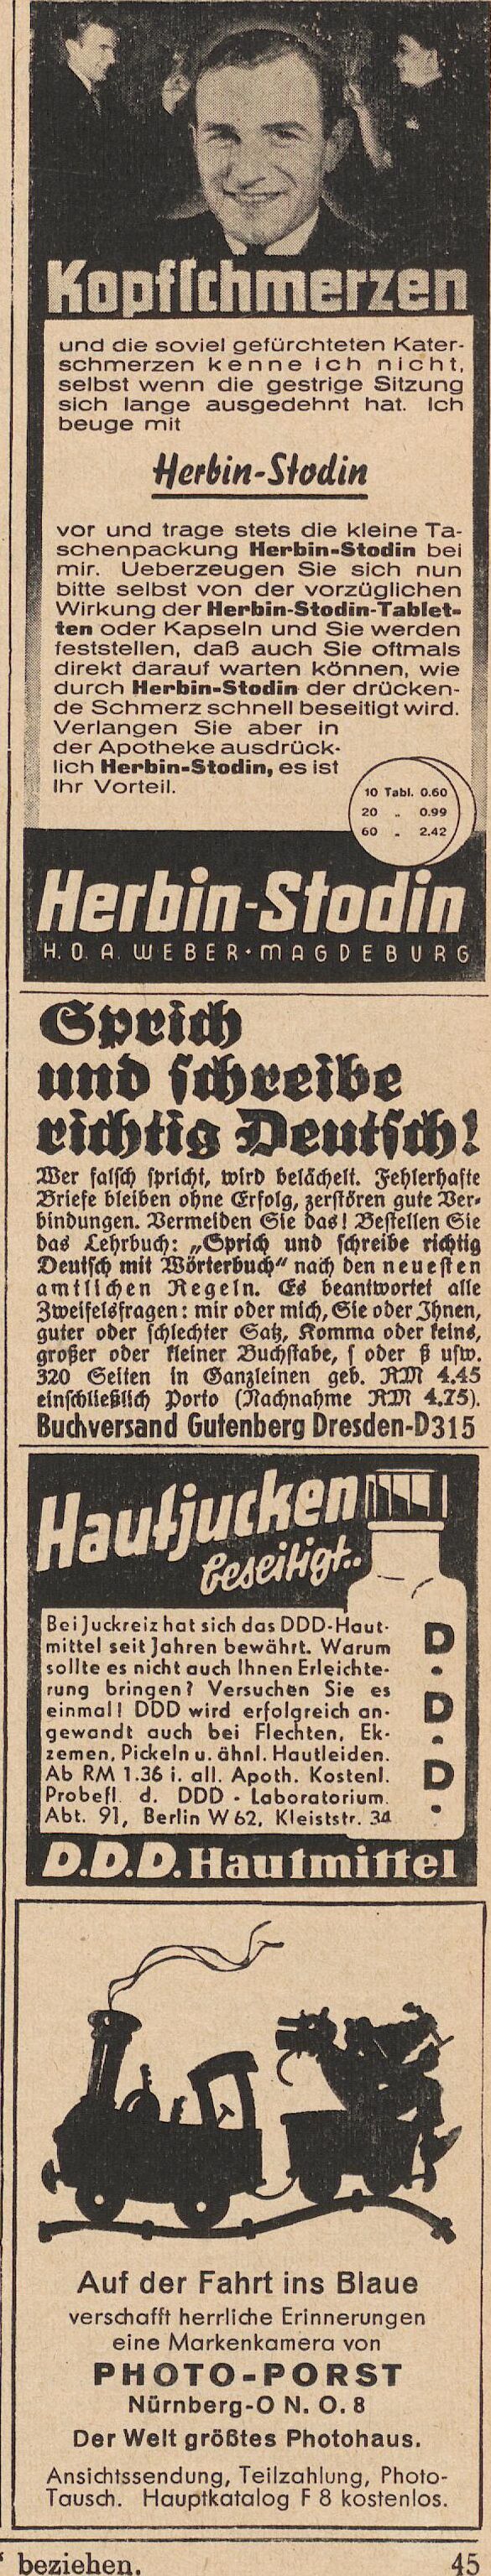 Kopfschmerzen
und die soviel gefürchteten Kater-
schmerzen kenne ich nicht,
selbst wenn die gestrige Sitzung
sich lange ausgedehnt hat. Ich
beuge mit
Herbin-Stodin
vor und trage stets die kleine Ta-
schenpackung Herbin-Stodin bei
mir. Ueberzeugen Sie sich nun
bitte selbst von der vorzüglichen
Wirkung der Herbin-Stodin-Tablet-
ten oder Kapseln und Sie werden
feststellen, daß auch Sie oftmals
direkt darauf warten können, wie
durch Herbin-Stodin der drücken-
de Schmerz schnell beseitigt wird.
Verlangen Sie aber in
der Apotheke ausdrück-
lich Herbin-Stodin, es ist
Ihr Vorteil.
10 Tabl. 0.60
20 „ 0.99
60 „ 2.42
Herbin-Stodin
H. O. A. WEBER · MAGDEBURG
Sprich
und schreibe
richtig Deutsch!
Wer falsch spricht, wird belächelt. Fehlerhafte
Briefe bleiben ohne Erfolg, zerstören gute Ver-
bindungen. Vermeiden Sie das! Bestellen Sie
das Lehrbuch: „Sprich und schreibe richtig
Deutsch mit Wörterbuch“ nach den neuesten
amtlichen Regeln. Es beantwortet alle
Zweifelsfragen: mir oder mich, Sie oder Ihnen,
guter oder schlechter Satz, Komma oder keins,
großer oder kleiner Buchstabe, s oder ß usw.
320 Seiten in Ganzleinen geb. RM 4.45
einschließlich Porto (Nachnahme RM 4.75).
Buchversand Gutenberg Dresden-D315
Hautjucken
beseitigt..
Bei Juckreiz hat sich das DDD-Haut-
mittel seit Jahren bewährt. Warum
sollte es nicht auch Ihnen Erleichte-
rung bringen? Versuchen Sie es
einmal! DDD wird erfolgreich an-
gewandt auch bei Flechten, Ek-
zemen, Pickeln u. ähnl. Hautleiden.
Ab RM 1.36 i. all. Apoth. Kostenl.
Probefl. d. DDD - Laboratorium.
Abt. 91, Berlin W 62, Kleiststr. 34
D.
D.
D.
D.D.D. Hautmittel
Auf der Fahrt ins Blaue
verschafft herrliche Erinnerungen
eine Markenkamera von
PHOTO-PORST
Nürnberg-O N. O. 8
Der Welt größtes Photohaus.
Ansichtssendung, Teilzahlung, Photo-
Tausch. Hauptkatalog F 8 kostenlos.
beziehen. 45